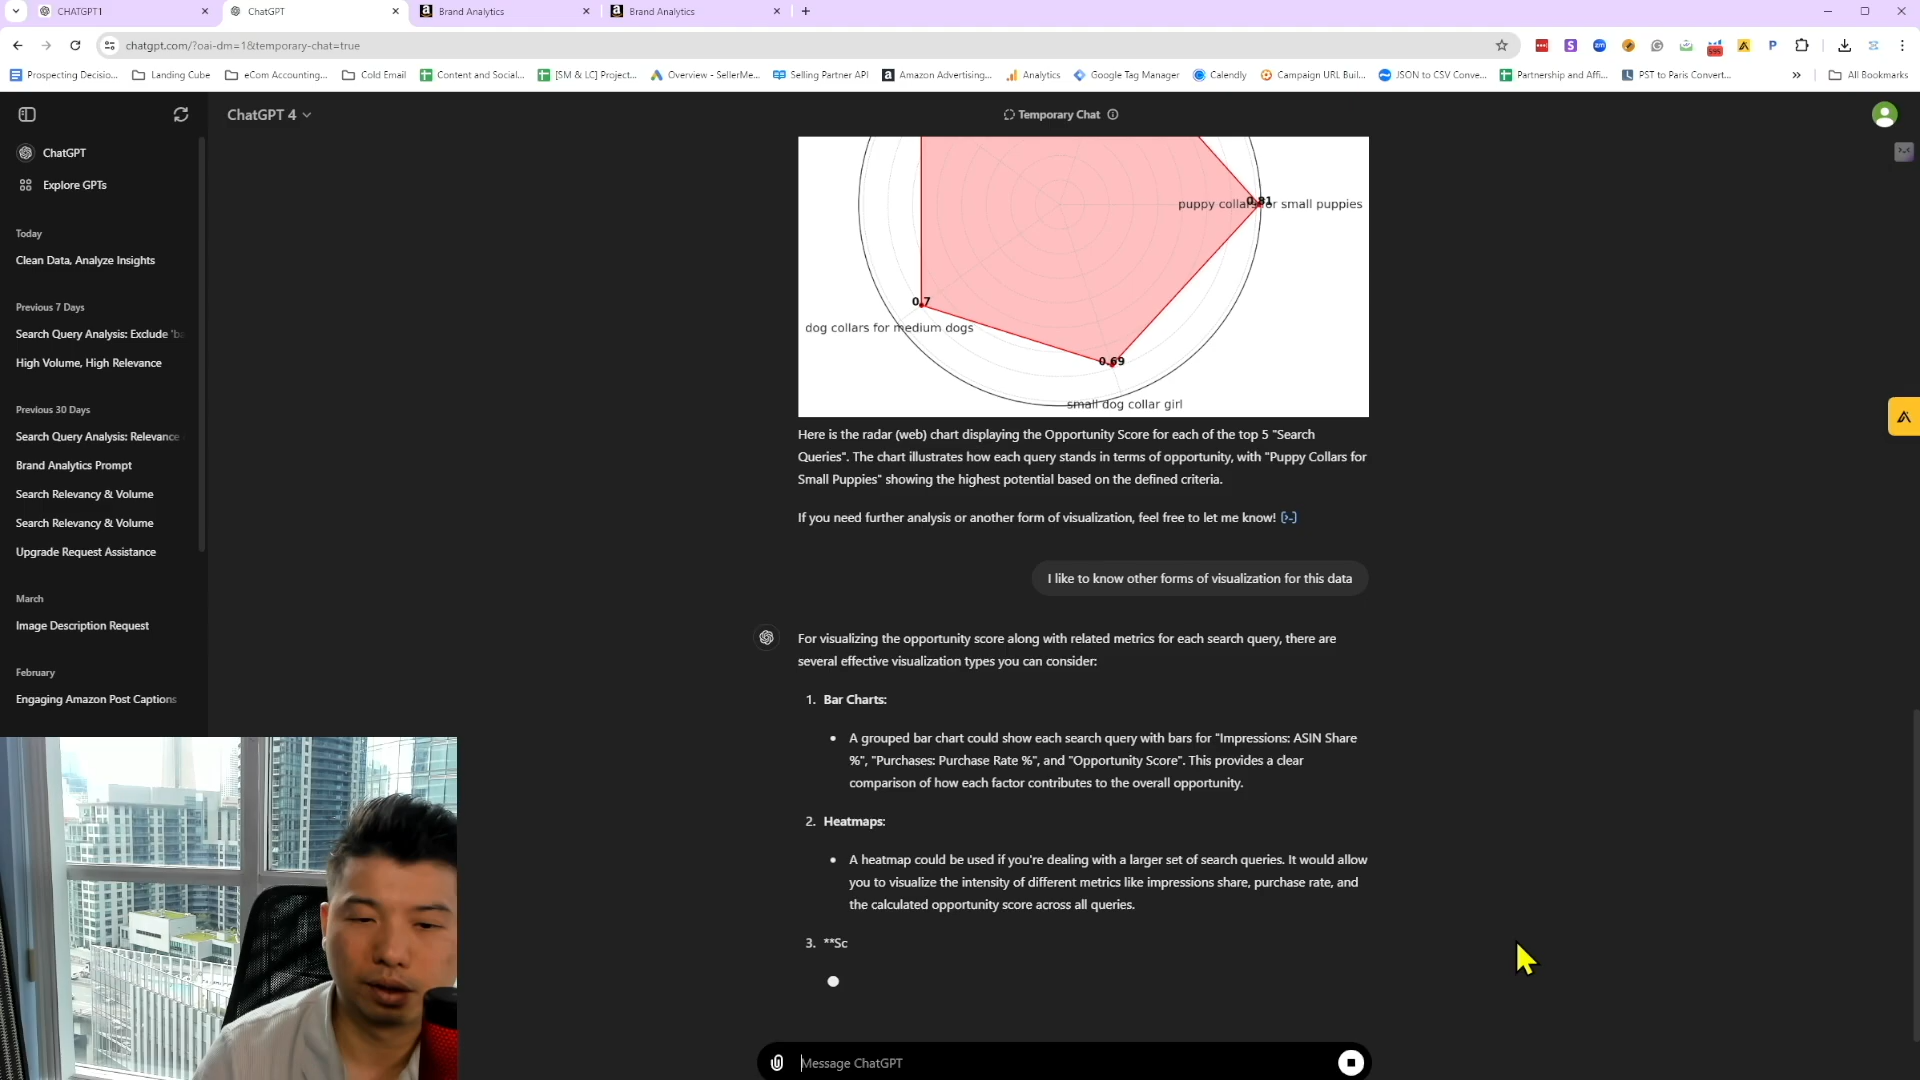 CHATGPT1
ChatGPT
Brand Analytics
Brand Analytics
chatgpt.com/?oai-dm=1&temporary-chat=true
Prospecting Decisio...
Landing Cube
eCom Accounting...
Cold Email
Content and Social...
[SM & LC] Project...
Overview - SellerMe...
Selling Partner API
Amazon Advertising...
Analytics
Google Tag Manager
Calendly
Campaign URL Buil...
JSON to CSV Conve...
Partnership and Affi...
PST to Paris Convert...
All Bookmarks
ChatGPT 4
Temporary Chat
ChatGPT
Explore GPTs
Today
Clean Data, Analyze Insights
Previous 7 Days
Search Query Analysis: Exclude 'ba
High Volume, High Relevance
Previous 30 Days
Search Query Analysis: Relevance
Brand Analytics Prompt
Search Relevancy & Volume
Search Relevancy & Volume
Upgrade Request Assistance
March
Image Description Request
February
Engaging Amazon Post Captions
0.81
puppy collars for small puppies
0.7
dog collars for medium dogs
0.69
small dog collar girl
Here is the radar (web) chart displaying the Opportunity Score for each of the top 5 "Search
Queries". The chart illustrates how each query stands in terms of opportunity, with "Puppy Collars for
Small Puppies" showing the highest potential based on the defined criteria.
If you need further analysis or another form of visualization, feel free to let me know! [>-]
I like to know other forms of visualization for this data
For visualizing the opportunity score along with related metrics for each search query, there are
several effective visualization types you can consider:
1. Bar Charts:
• A grouped bar chart could show each search query with bars for "Impressions: ASIN Share
%", "Purchases: Purchase Rate %", and "Opportunity Score". This provides a clear
comparison of how each factor contributes to the overall opportunity.
2. Heatmaps:
• A heatmap could be used if you're dealing with a larger set of search queries. It would allow
you to visualize the intensity of different metrics like impressions share, purchase rate, and
the calculated opportunity score across all queries.
3. **Sc
Message ChatGPT